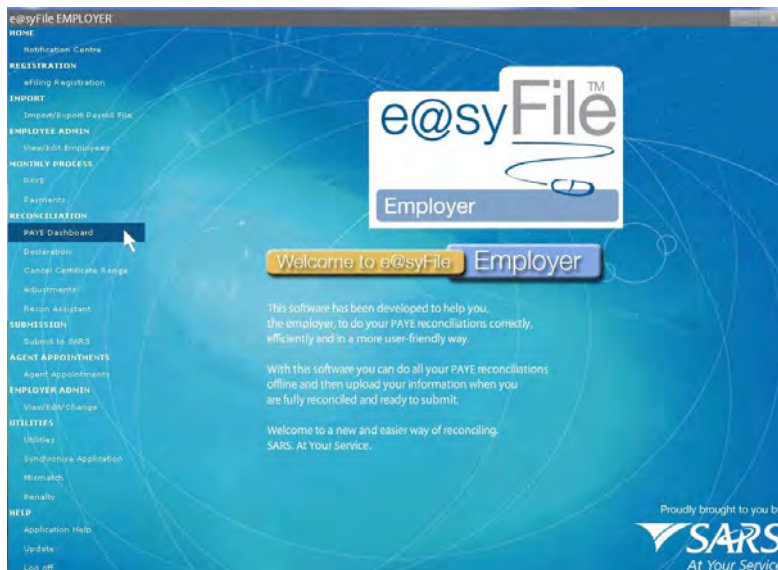 e@syFile EMPLOYER
HOME
Notification Centre
REGISTRATION
eFiling Registration
IMPORT
Import/Export Payroll File
EMPLOYEE ADMIN
View/Edit Employees
MONTHLY PROCESS
PAYE
Payments
RECONCILIATION
PAYE Dashboard
Declaration
Cancel Certificate Range
Adjustments
Recon Assistant
SUBMISSION
Submit to SARS
AGENT APPOINTMENTS
Agent Appointments
EMPLOYER ADMIN
View/Edit/Change
UTILITIES
Utilities
Synchronise Application
Mismatch
Penalty
HELP
Application Help
Update
Log off
e@syFile™
Employer
Welcome to e@syFile Employer
This software has been developed to help you,
the employer, to do your PAYE reconciliations correctly,
efficiently and in a more user-friendly way.
With this software you can do all your PAYE reconciliations
offline and then upload your information when you
are fully reconciled and ready to submit.
Welcome to a new and easier way of reconciling.
SARS. At Your Service.
Proudly brought to you by
SARS
At Your Service